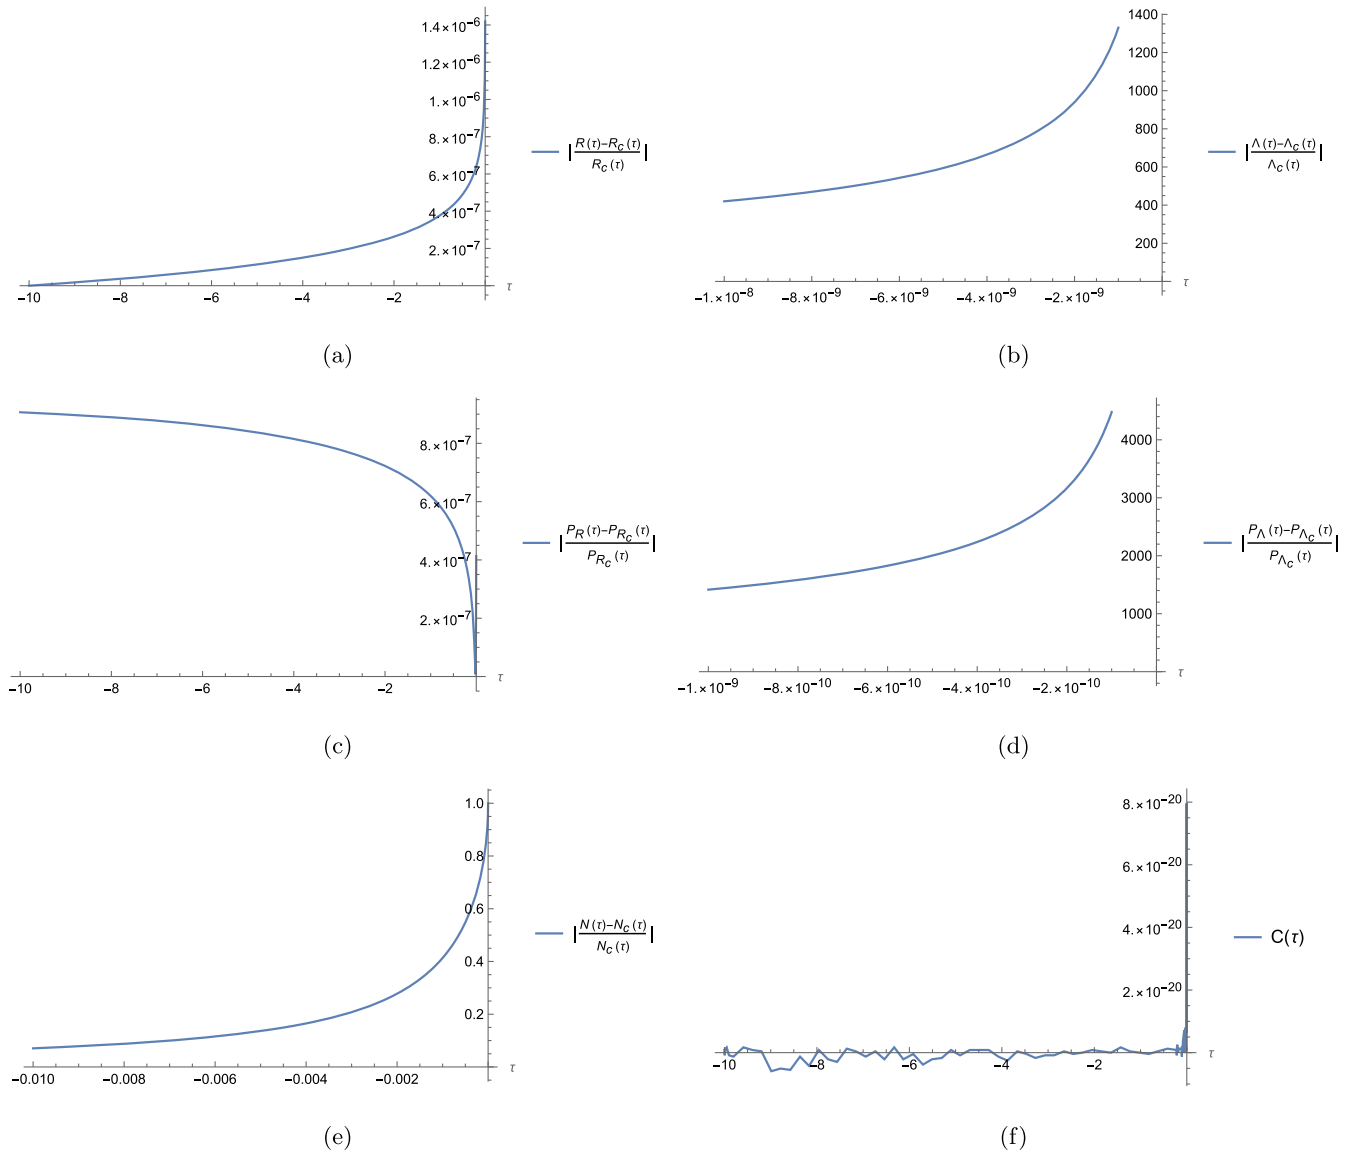 1.4×10⁻⁶
1.2×10⁻⁶
1.×10⁻⁶
8.×10⁻⁷
6.×10⁻⁷
4.×10⁻⁷
2.×10⁻⁷
−10 −8 −6 −4 −2 τ
|R(τ)−R_c(τ) / R_c(τ)|
(a)
1400
1200
1000
800
600
400
200
−1.×10⁻⁸ −8.×10⁻⁹ −6.×10⁻⁹ −4.×10⁻⁹ −2.×10⁻⁹ τ
|Λ(τ)−Λ_c(τ) / Λ_c(τ)|
(b)
8.×10⁻⁷
6.×10⁻⁷
4.×10⁻⁷
2.×10⁻⁷
−10 −8 −6 −4 −2 τ
|P_R(τ)−P_{R_c}(τ) / P_{R_c}(τ)|
(c)
4000
3000
2000
1000
−1.×10⁻⁹ −8.×10⁻¹⁰ −6.×10⁻¹⁰ −4.×10⁻¹⁰ −2.×10⁻¹⁰ τ
|P_Λ(τ)−P_{Λ_c}(τ) / P_{Λ_c}(τ)|
(d)
1.0
0.8
0.6
0.4
0.2
−0.010 −0.008 −0.006 −0.004 −0.002 τ
|N(τ)−N_c(τ) / N_c(τ)|
(e)
8.×10⁻²⁰
6.×10⁻²⁰
4.×10⁻²⁰
2.×10⁻²⁰
−10 −8 −6 −4 −2 τ
C(τ)
(f)